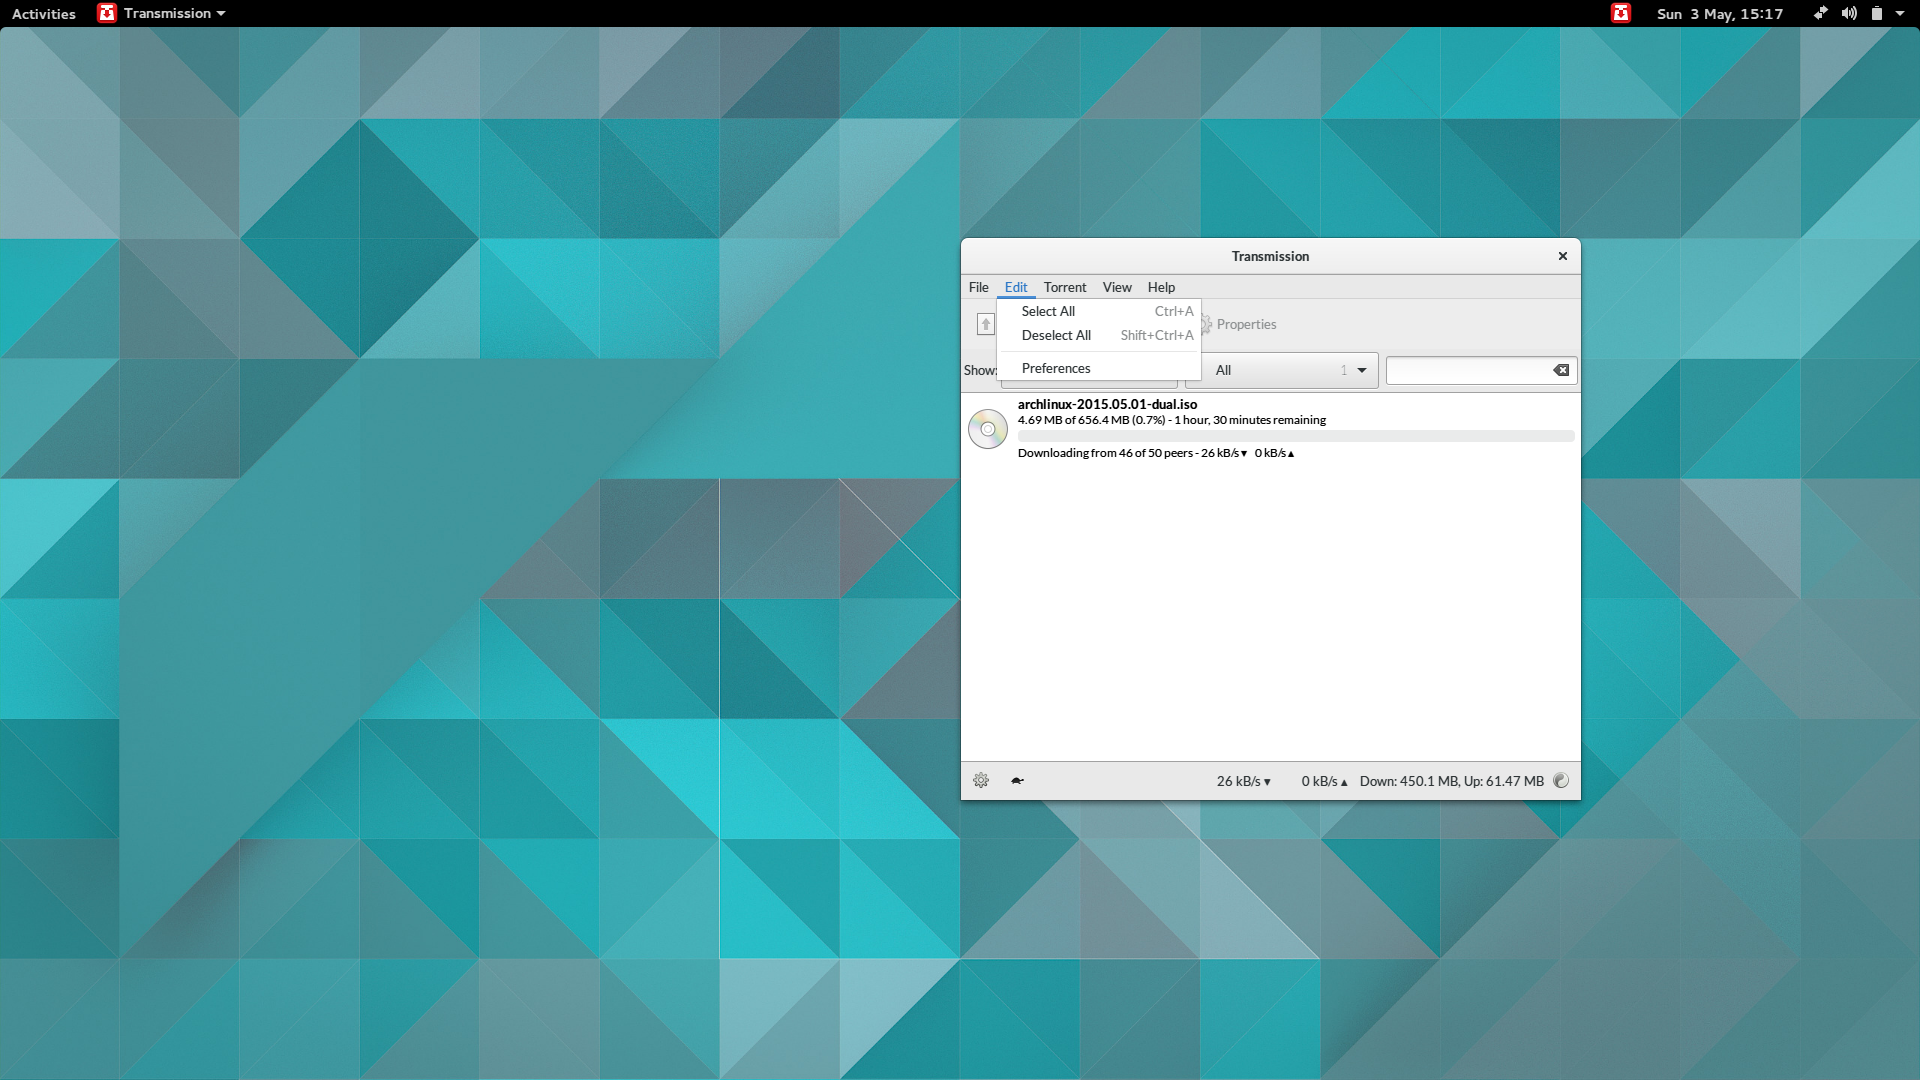 Activities Transmission Sun 3 May, 15:17
Transmission
File Edit Torrent View Help
Select All Ctrl+A
Deselect All Shift+Ctrl+A
Properties
Preferences
Show: All 1
archlinux-2015.05.01-dual.iso
4.69 MB of 656.4 MB (0.7%) - 1 hour, 30 minutes remaining
Downloading from 46 of 50 peers - 26 kB/s▼ 0 kB/s▲
26 kB/s▼ 0 kB/s▲ Down: 450.1 MB, Up: 61.47 MB